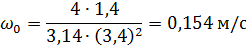 ω₀ = (4 · 1,4) / (3,14 · (3,4)²) = 0,154 м/с